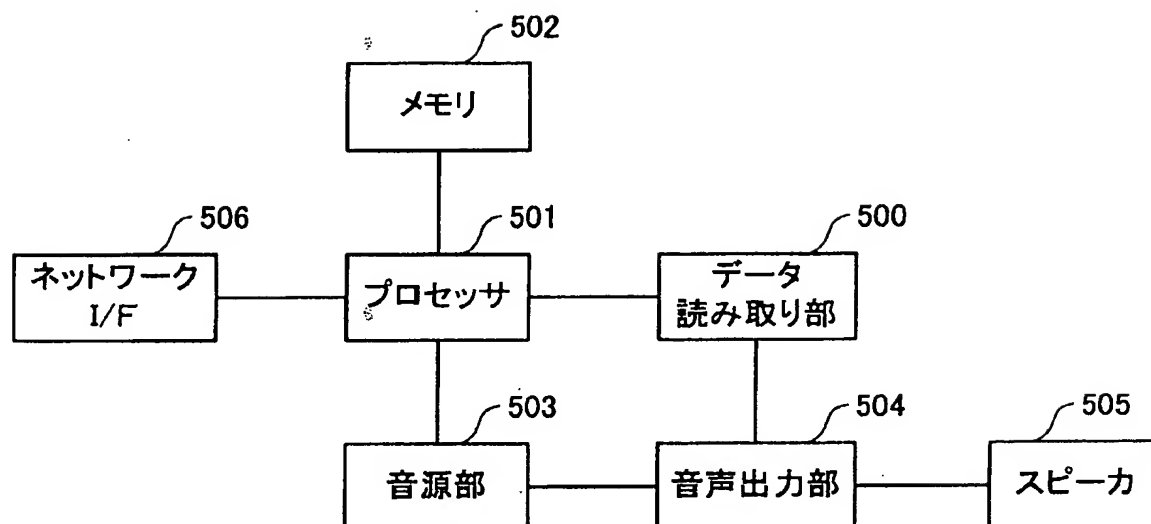 502
メモリ
506
501
500
ネットワーク
I/F
プロセッサ
データ
読み取り部
503
504
505
音源部
音声出力部
スピーカ